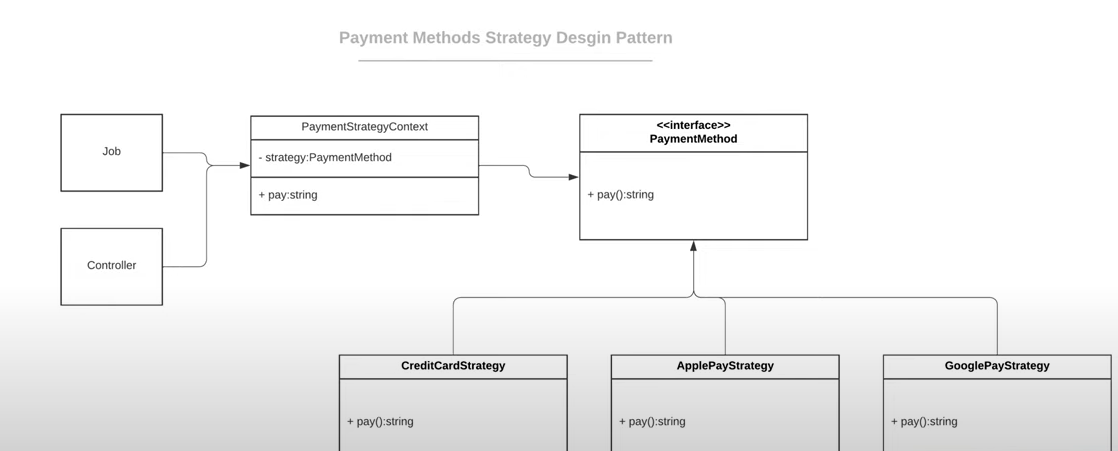 Payment Methods Strategy Desgin Pattern
Job
Controller
PaymentStrategyContext
- strategy:PaymentMethod
+ pay:string
<<interface>>
PaymentMethod
+ pay():string
CreditCardStrategy
+ pay():string
ApplePayStrategy
+ pay():string
GooglePayStrategy
+ pay():string